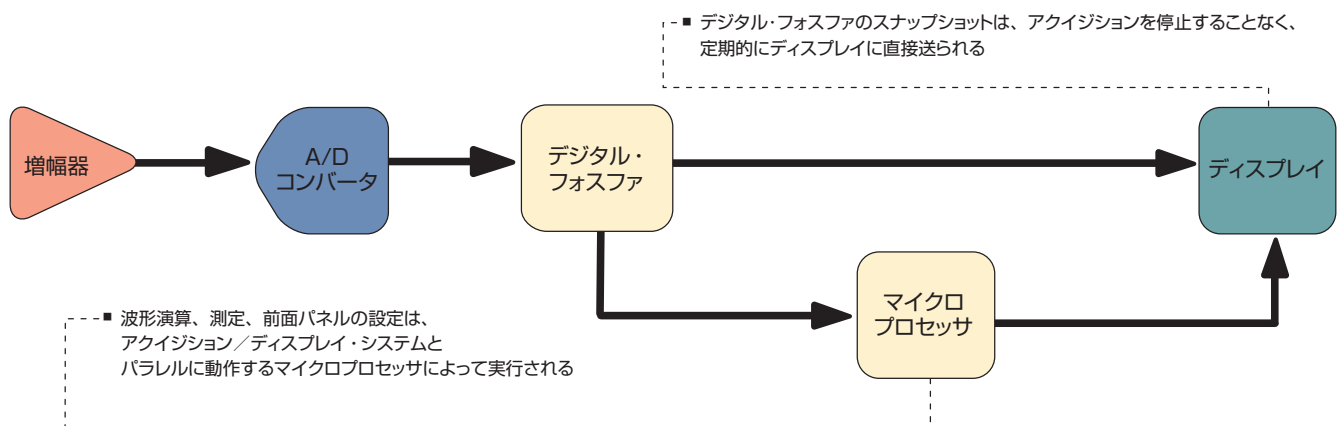 ■ デジタル・フォスファのスナップショットは、アクイジションを停止することなく、
定期的にディスプレイに直接送られる
増幅器
A/D
コンバータ
デジタル・
フォスファ
ディスプレイ
マイクロ
プロセッサ
■ 波形演算、測定、前面パネルの設定は、
アクイジション／ディスプレイ・システムと
パラレルに動作するマイクロプロセッサによって実行される